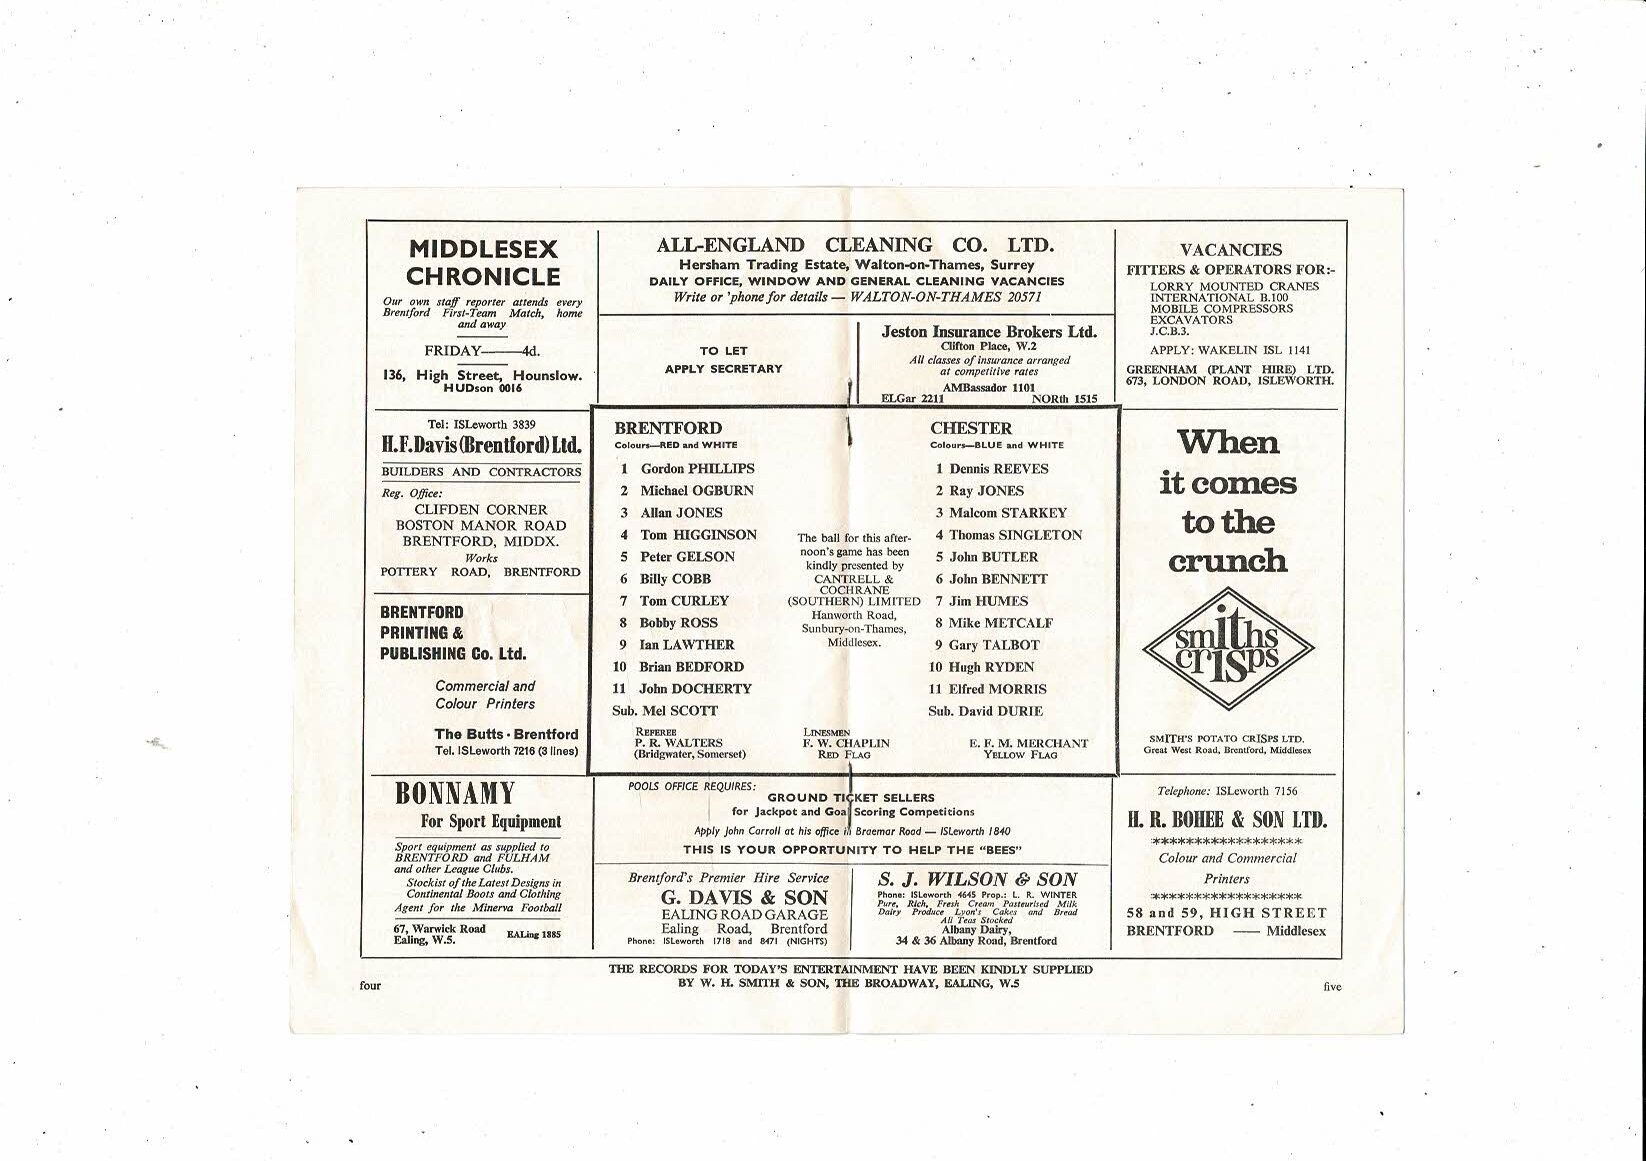 MIDDLESEX
CHRONICLE
Our own staff reporter attends every
Brentford First-Team Match, home
and away
FRIDAY——4d.
136, High Street, Hounslow.
HUDson 0016
ALL-ENGLAND CLEANING CO. LTD.
Hersham Trading Estate, Walton-on-Thames, Surrey
DAILY OFFICE, WINDOW AND GENERAL CLEANING VACANCIES
Write or 'phone for details — WALTON-ON-THAMES 20571
TO LET
APPLY SECRETARY
Jeston Insurance Brokers Ltd.
Clifton Place, W.2
All classes of insurance arranged
at competitive rates
AMBassador 1101
ELGar 2211 NORth 1515
VACANCIES
FITTERS & OPERATORS FOR:-
LORRY MOUNTED CRANES
INTERNATIONAL B.100
MOBILE COMPRESSORS
EXCAVATORS
J.C.B.3.
APPLY: WAKELIN ISL 1141
GREENHAM (PLANT HIRE) LTD.
673, LONDON ROAD, ISLEWORTH.
Tel: ISLeworth 3839
H.F.Davis(Brentford)Ltd.
BUILDERS AND CONTRACTORS
Reg. Office:
CLIFDEN CORNER
BOSTON MANOR ROAD
BRENTFORD, MIDDX.
Works
POTTERY ROAD, BRENTFORD
BRENTFORD
PRINTING &
PUBLISHING Co. Ltd.
Commercial and
Colour Printers
The Butts · Brentford
Tel. ISLeworth 7216 (3 lines)
BRENTFORD
Colours—RED and WHITE
1 Gordon PHILLIPS
2 Michael OGBURN
3 Allan JONES
4 Tom HIGGINSON
5 Peter GELSON
6 Billy COBB
7 Tom CURLEY
8 Bobby ROSS
9 Ian LAWTHER
10 Brian BEDFORD
11 John DOCHERTY
Sub. Mel SCOTT
The ball for this after-
noon's game has been
kindly presented by
CANTRELL &
COCHRANE
(SOUTHERN) LIMITED
Hanworth Road,
Sunbury-on-Thames,
Middlesex.
CHESTER
Colours—BLUE and WHITE
1 Dennis REEVES
2 Ray JONES
3 Malcom STARKEY
4 Thomas SINGLETON
5 John BUTLER
6 John BENNETT
7 Jim HUMES
8 Mike METCALF
9 Gary TALBOT
10 Hugh RYDEN
11 Elfred MORRIS
Sub. David DURIE
REFEREE
P. R. WALTERS
(Bridgwater, Somerset)
LINESMEN
F. W. CHAPLIN
RED FLAG
E. F. M. MERCHANT
YELLOW FLAG
When
it comes
to the
crunch
smiths
crisps
SMITH'S POTATO CRISPS LTD.
Great West Road, Brentford, Middlesex
BONNAMY
For Sport Equipment
Sport equipment as supplied to
BRENTFORD and FULHAM
and other League Clubs.
Stockist of the Latest Designs in
Continental Boots and Clothing
Agent for the Minerva Football
67, Warwick Road
Ealing, W.5. EALing 1885
POOLS OFFICE REQUIRES:
GROUND TICKET SELLERS
for Jackpot and Goal Scoring Competitions
Apply John Carroll at his office in Braemar Road — ISLeworth 1840
THIS IS YOUR OPPORTUNITY TO HELP THE "BEES"
Brentford's Premier Hire Service
G. DAVIS & SON
EALING ROAD GARAGE
Ealing Road, Brentford
Phone: ISLeworth 1718 and 8471 (NIGHTS)
S. J. WILSON & SON
Phone: ISLeworth 4645 Prop.: L. R. WINTER
Pure, Rich, Fresh Cream Pasteurised Milk
Dairy Produce Lyon's Cakes and Bread
All Teas Stocked
Albany Dairy,
34 & 36 Albany Road, Brentford
Telephone: ISLeworth 7156
H. R. BOHEE & SON LTD.
******************
Colour and Commercial
Printers
******************
58 and 59, HIGH STREET
BRENTFORD —— Middlesex
THE RECORDS FOR TODAY'S ENTERTAINMENT HAVE BEEN KINDLY SUPPLIED
BY W. H. SMITH & SON, THE BROADWAY, EALING, W.5
four
five